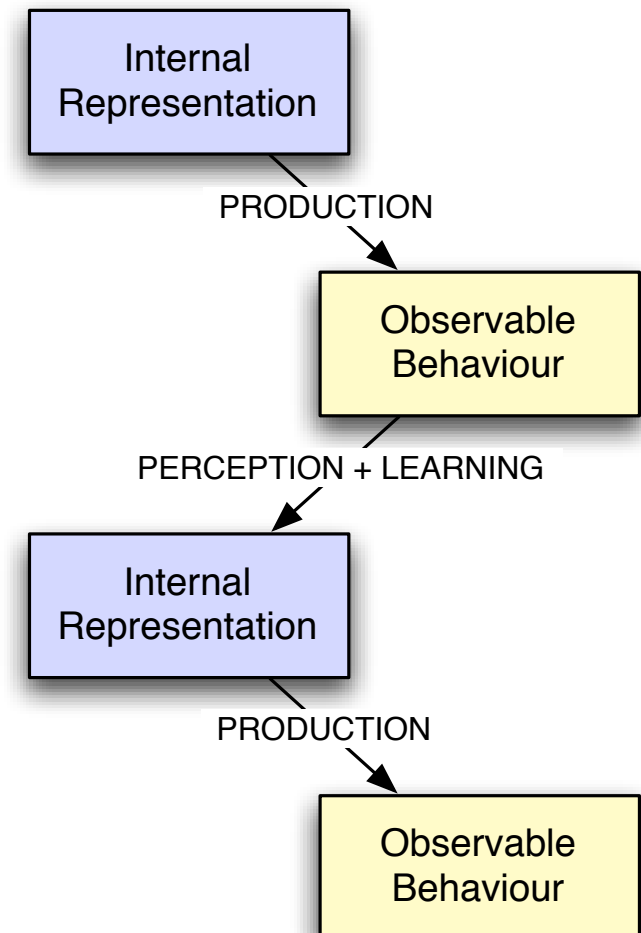 Internal
Representation
PRODUCTION
Observable
Behaviour
PERCEPTION + LEARNING
Internal
Representation
PRODUCTION
Observable
Behaviour